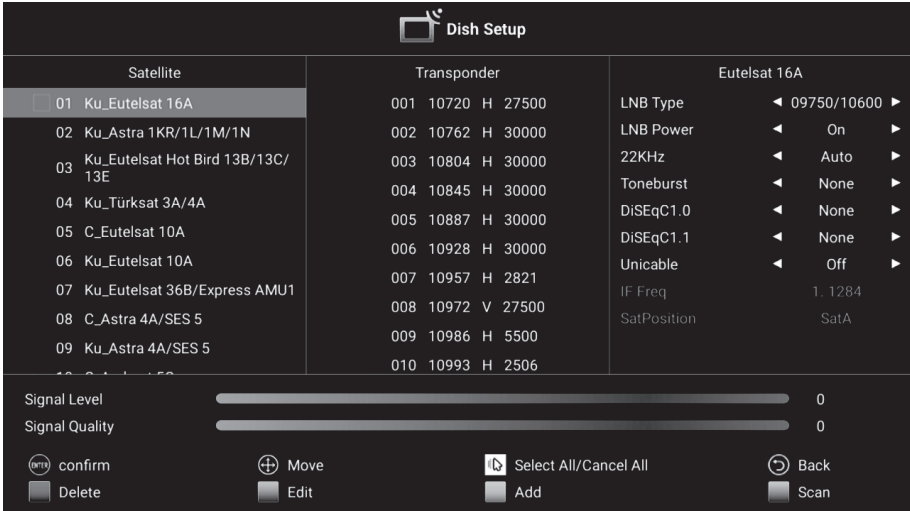 Dish Setup
Satellite
01 Ku_Eutelsat 16A
02 Ku_Astra 1KR/1L/1M/1N
03 Ku_Eutelsat Hot Bird 13B/13C/
13E
04 Ku_Türksat 3A/4A
05 C_Eutelsat 10A
06 Ku_Eutelsat 10A
07 Ku_Eutelsat 36B/Express AMU1
08 C_Astra 4A/SES 5
09 Ku_Astra 4A/SES 5
Transponder
001 10720 H 27500
002 10762 H 30000
003 10804 H 30000
004 10845 H 30000
005 10887 H 30000
006 10928 H 30000
007 10957 H 2821
008 10972 V 27500
009 10986 H 5500
010 10993 H 2506
Eutelsat 16A
LNB Type ◄ 09750/10600 ►
LNB Power ◄ On ►
22KHz ◄ Auto ►
Toneburst ◄ None ►
DiSEqC1.0 ◄ None ►
DiSEqC1.1 ◄ None ►
Unicable ◄ Off ►
IF Freq 1. 1284
SatPosition SatA
Signal Level 0
Signal Quality 0
ENTER confirm Move Select All/Cancel All Back
Delete Edit Add Scan